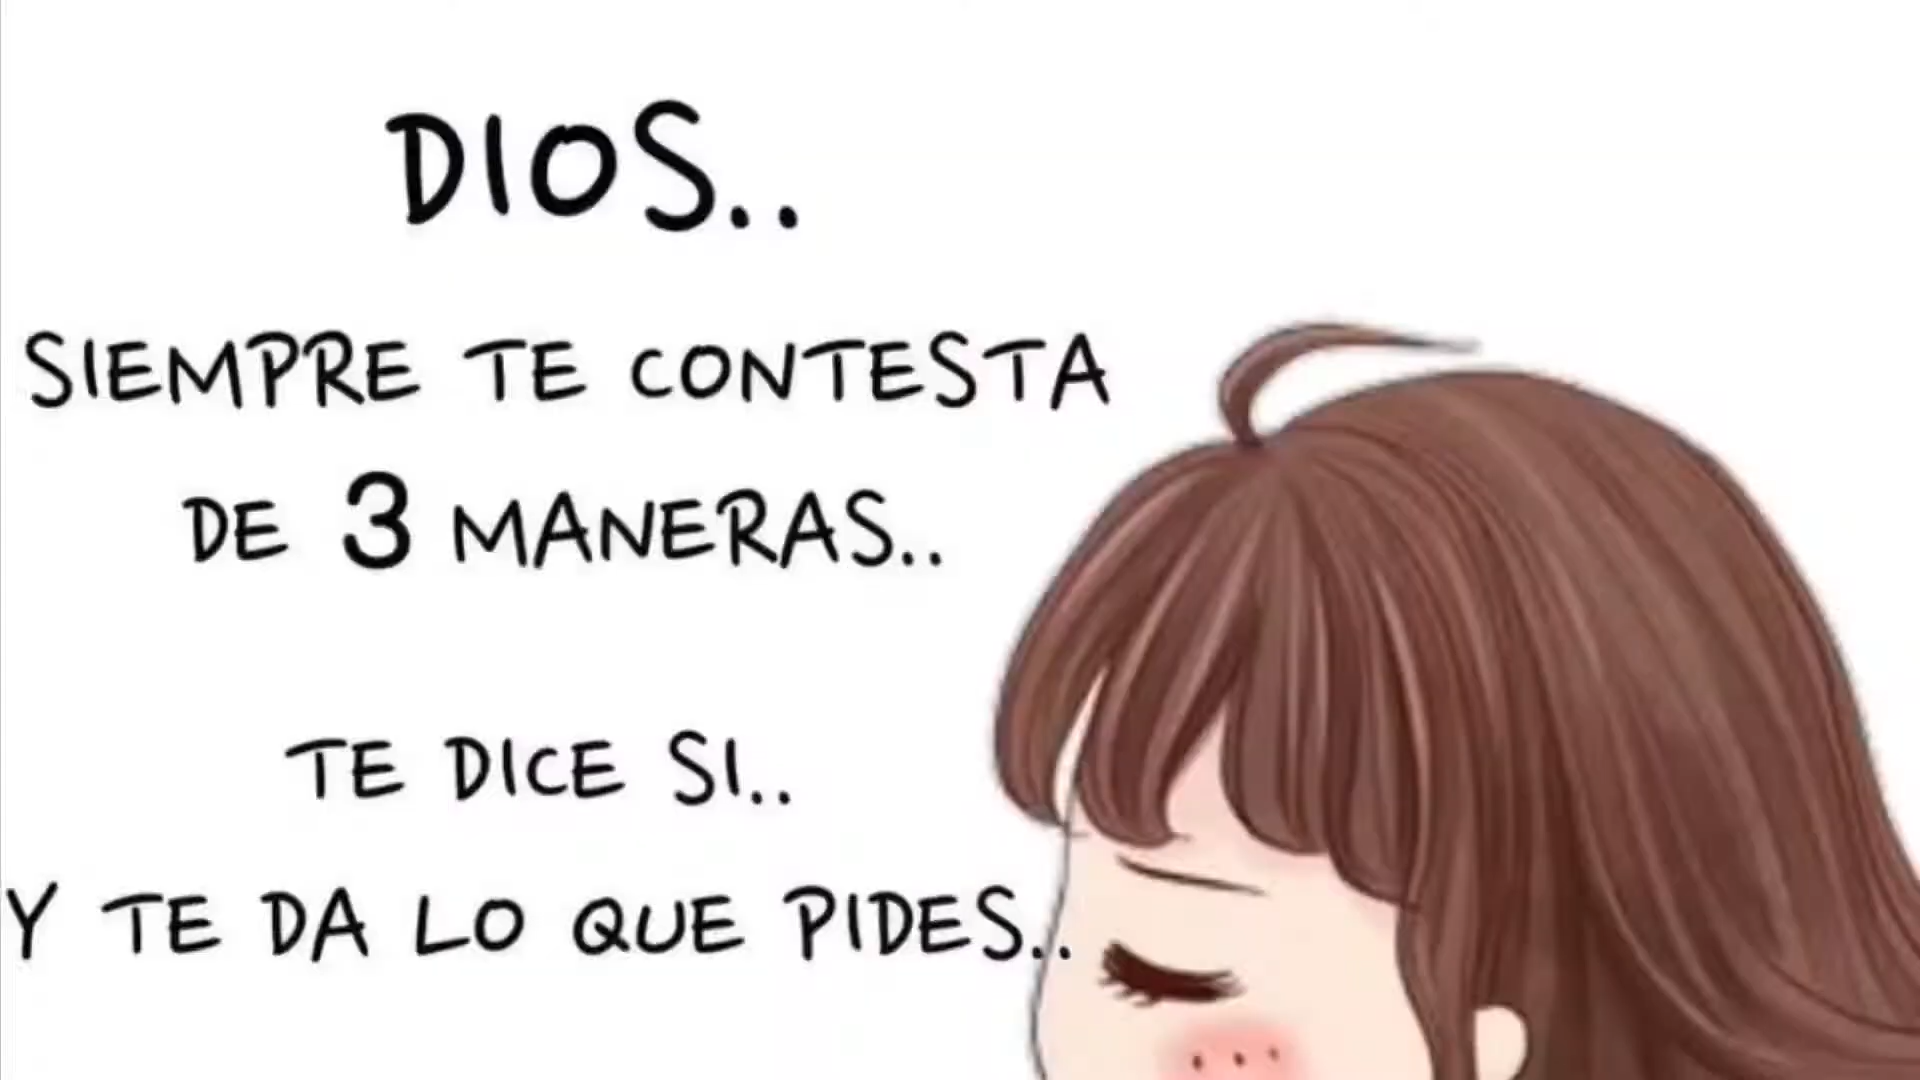 DIOS..
SIEMPRE TE CONTESTA
DE 3 MANERAS..
TE DICE SI..
Y TE DA LO QUE PIDES..